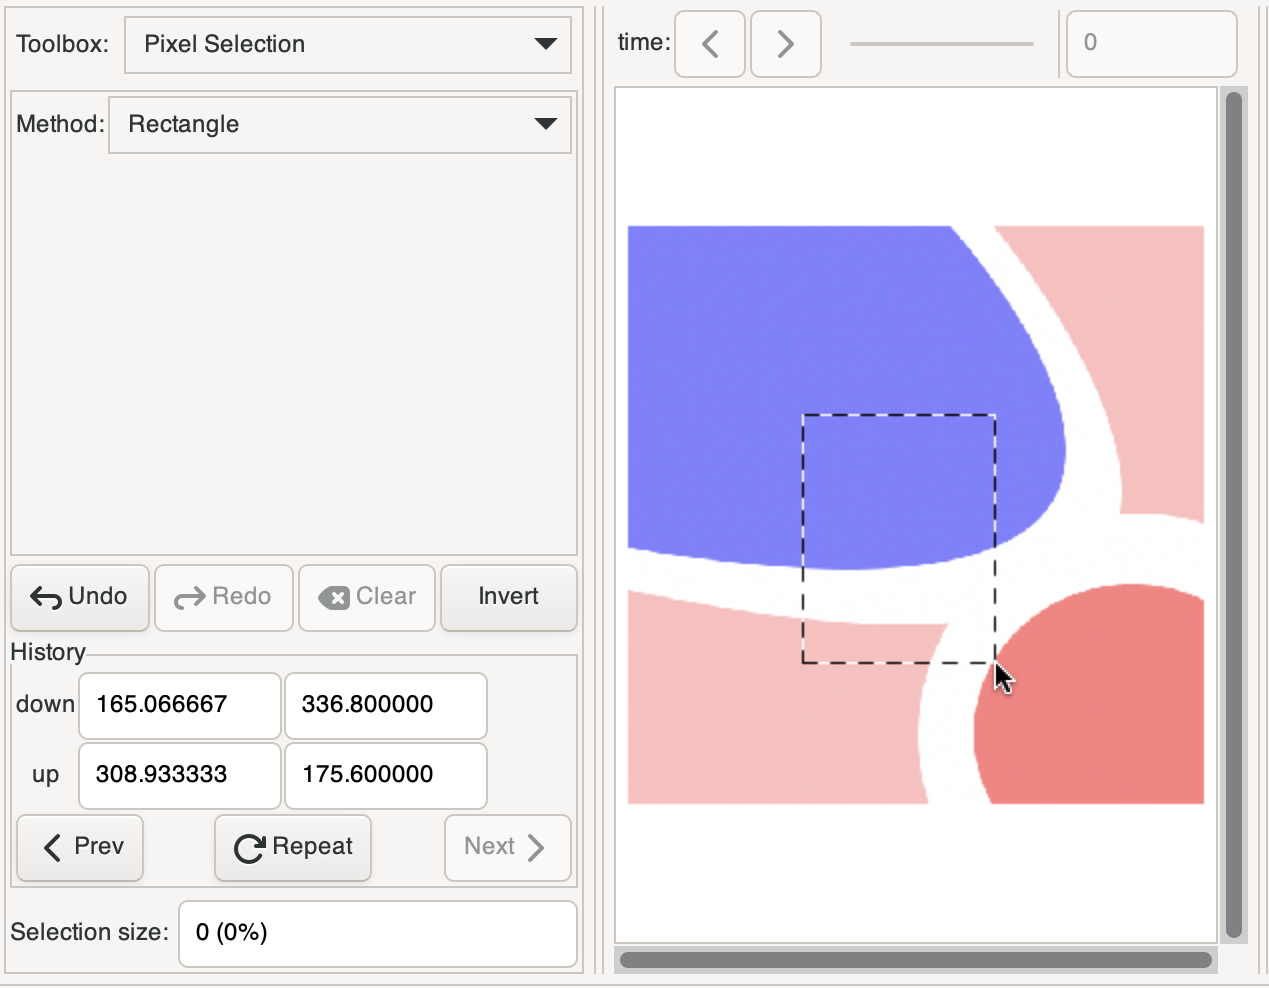 Toolbox: Pixel Selection
time: 0
Method: Rectangle
Undo Redo Clear Invert
History
down 165.066667 336.800000
up 308.933333 175.600000
Prev Repeat Next
Selection size: 0 (0%)